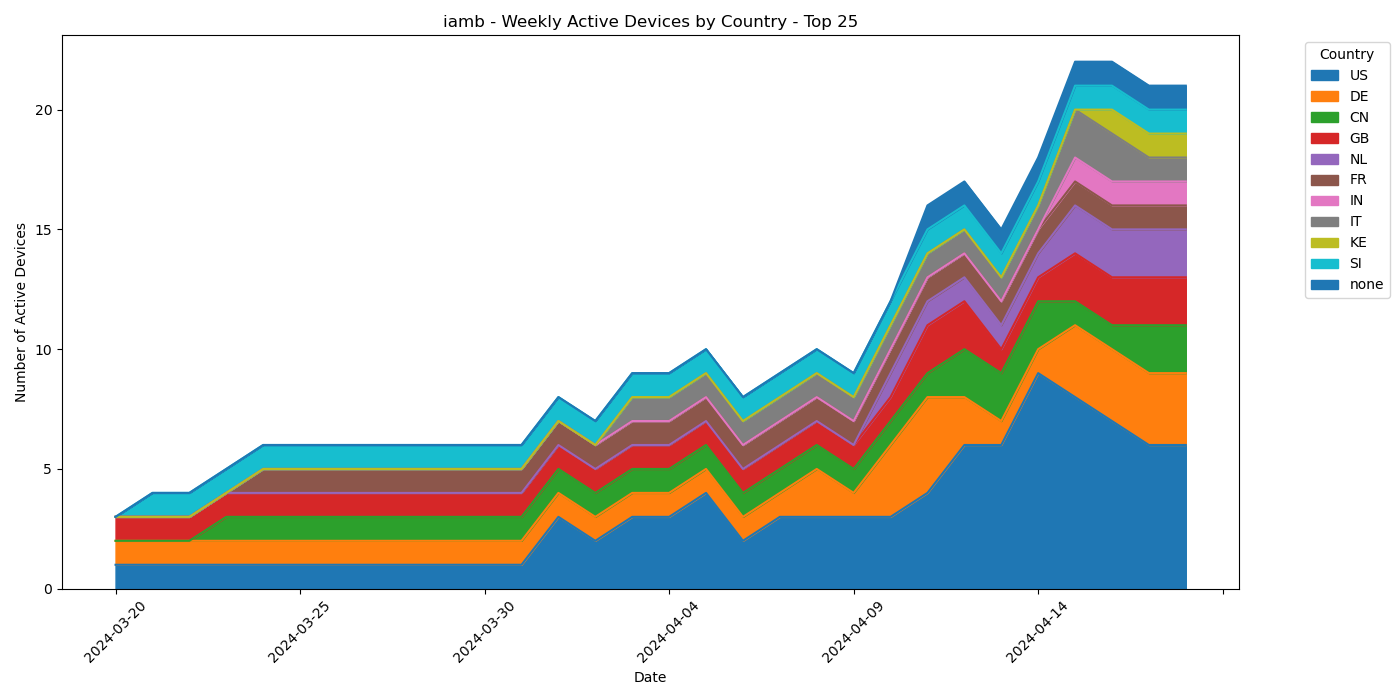 iamb - Weekly Active Devices by Country - Top 25
Number of Active Devices
20
15
10
5
0
2024-03-20
2024-03-25
2024-03-30
2024-04-04
2024-04-09
2024-04-14
Date
Country
US
DE
CN
GB
NL
FR
IN
IT
KE
SI
none